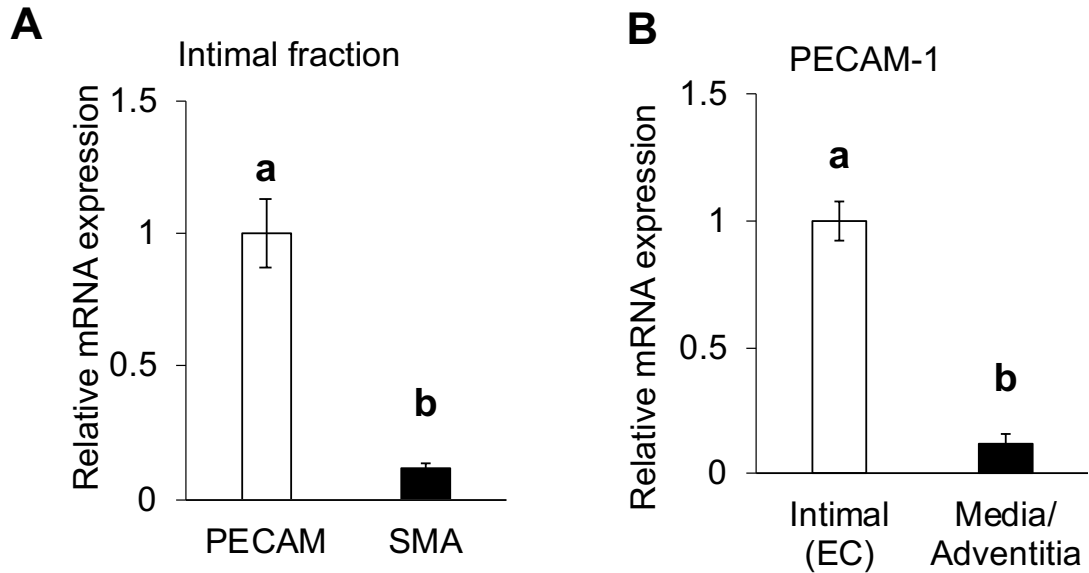 A
Intimal fraction
Relative mRNA expression
1.5
1
0.5
0
a
b
PECAM
SMA
B
PECAM-1
Relative mRNA expression
1.5
1
0.5
0
a
b
Intimal
(EC)
Media/
Adventitia